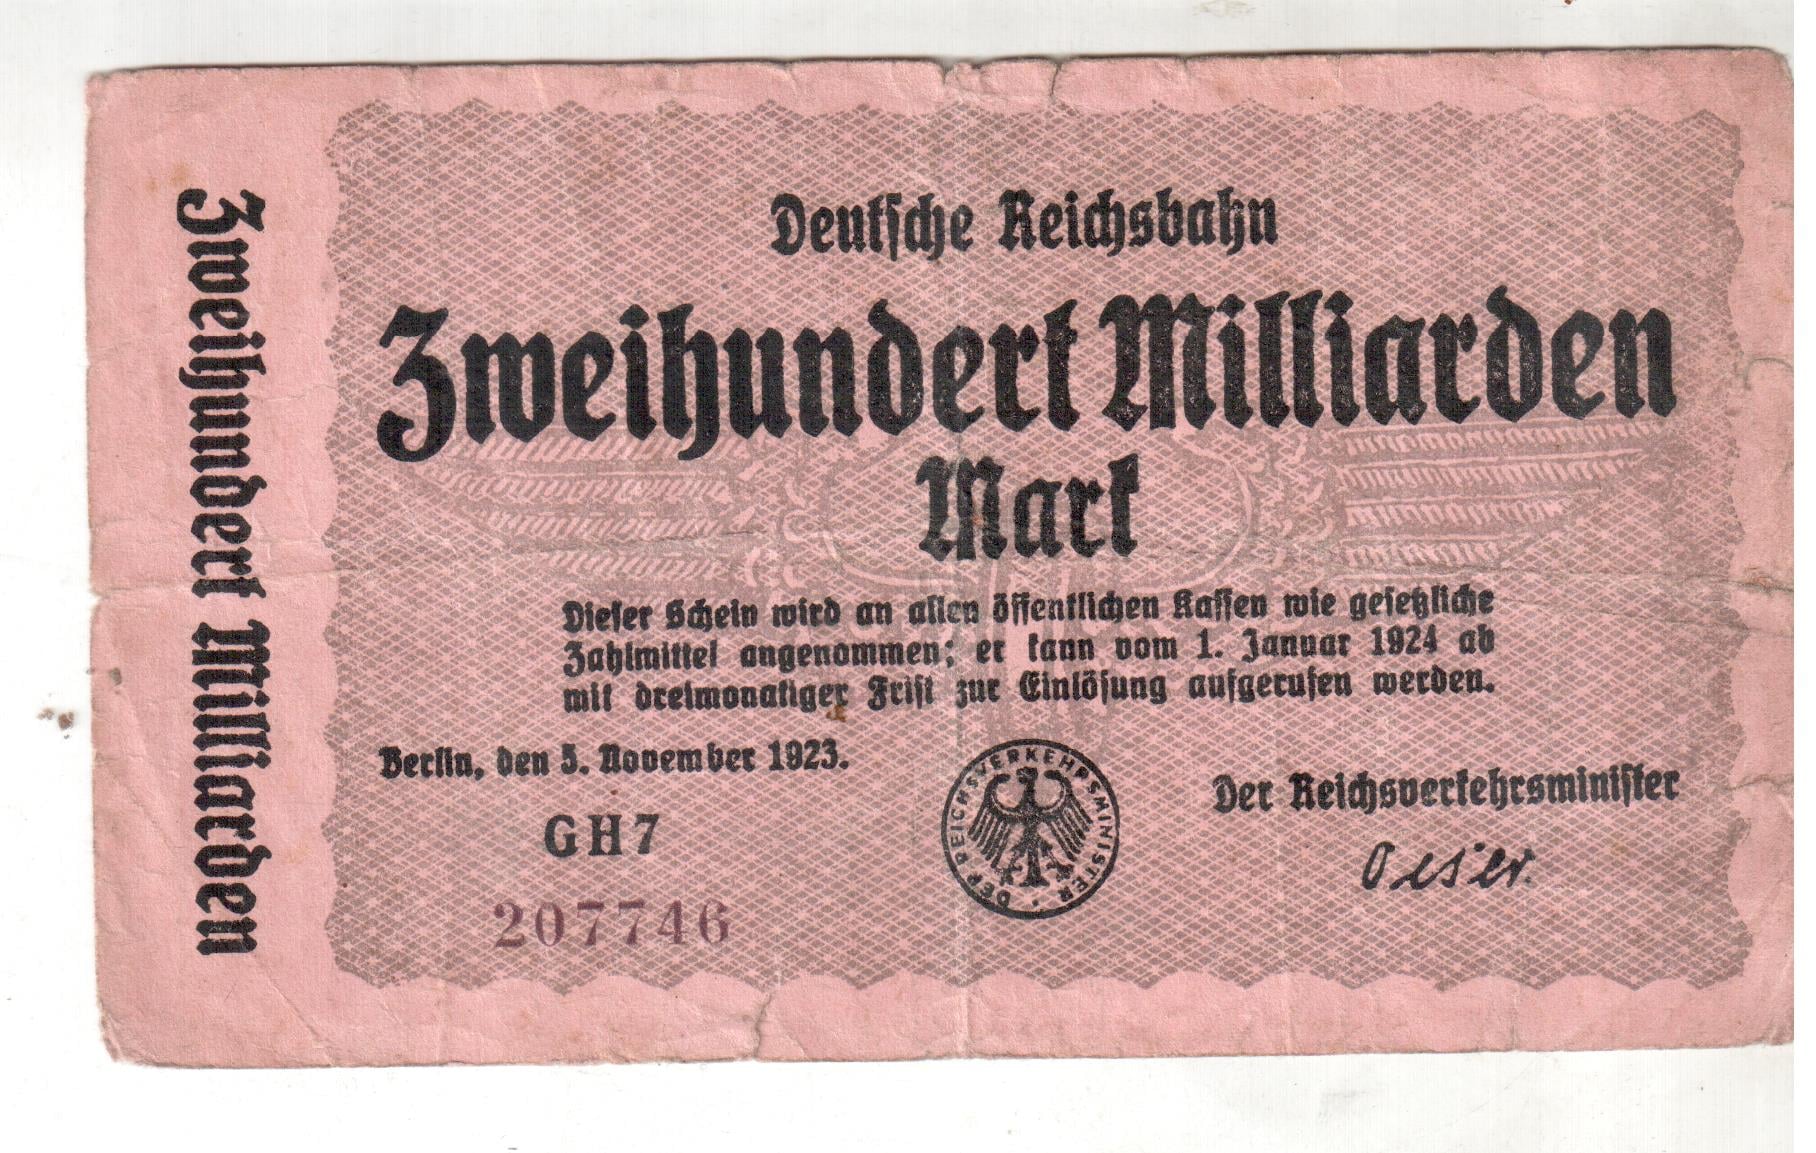 Deutsche Reichsbahn
Zweihundert Milliarden
Mark
Dieser Schein wird an allen öffentlichen Kassen wie gesetzliche
Zahlmittel angenommen; er kann vom 1. Januar 1924 ab
mit dreimonatiger Frist zur Einlösung aufgerufen werden.
Berlin, den 5. November 1923.
GH7
207746
DER REICHSVERKEHRSMINISTER
Der Reichsverkehrsminister
Oeser.
Zweihundert Milliarden